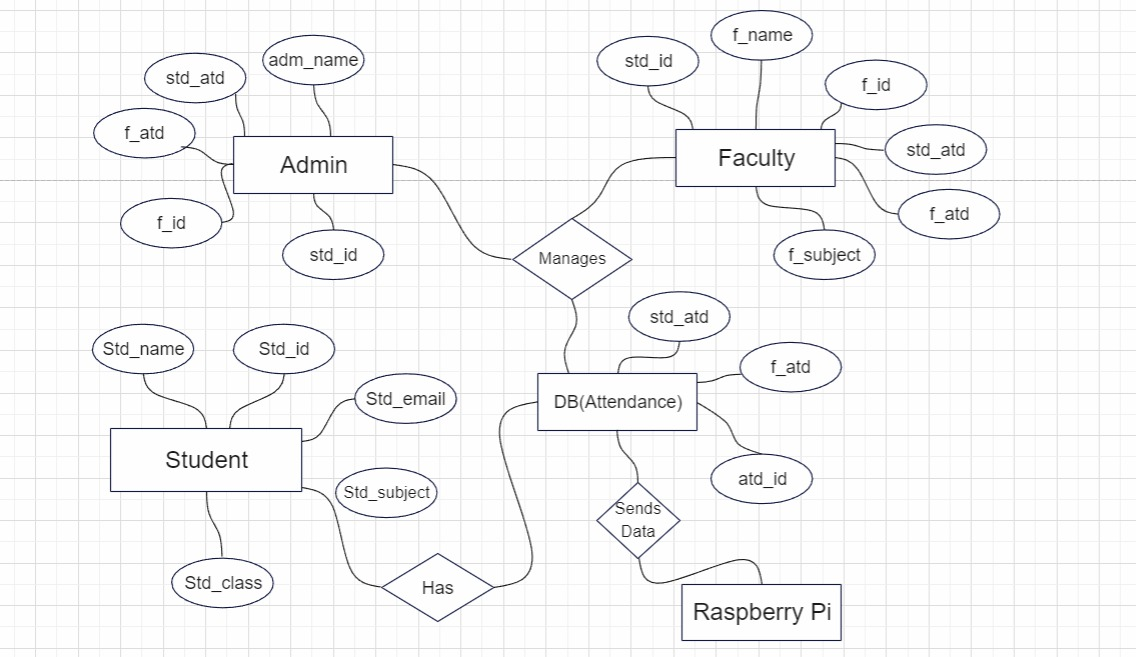 f_name
adm_name
std_id
std_atd
f_id
f_atd
std_atd
Admin
Faculty
f_atd
f_id
std_id
f_subject
Manages
std_atd
Std_name
Std_id
f_atd
Std_email
DB(Attendance)
Student
atd_id
Std_subject
Sends
Data
Std_class
Has
Raspberry Pi